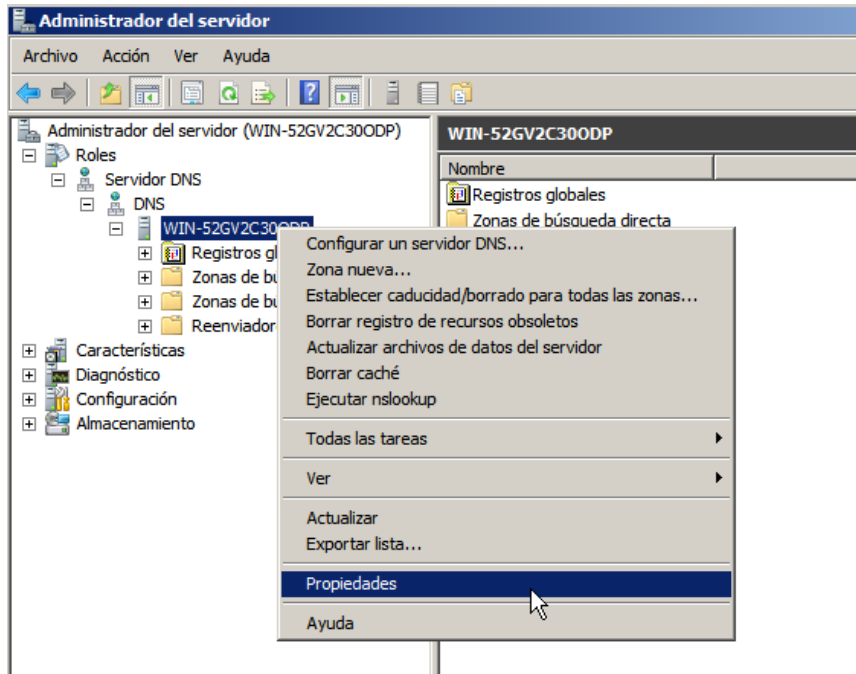 Administrador del servidor
Archivo Acción Ver Ayuda
Administrador del servidor (WIN-52GV2C30ODP)
Roles
Servidor DNS
DNS
WIN-52GV2C30ODP
Registros gl
Zonas de bú
Zonas de bú
Reenviador
Características
Diagnóstico
Configuración
Almacenamiento
WIN-52GV2C30ODP
Nombre
Registros globales
Zonas de búsqueda directa
Configurar un servidor DNS...
Zona nueva...
Establecer caducidad/borrado para todas las zonas...
Borrar registro de recursos obsoletos
Actualizar archivos de datos del servidor
Borrar caché
Ejecutar nslookup
Todas las tareas
Ver
Actualizar
Exportar lista...
Propiedades
Ayuda